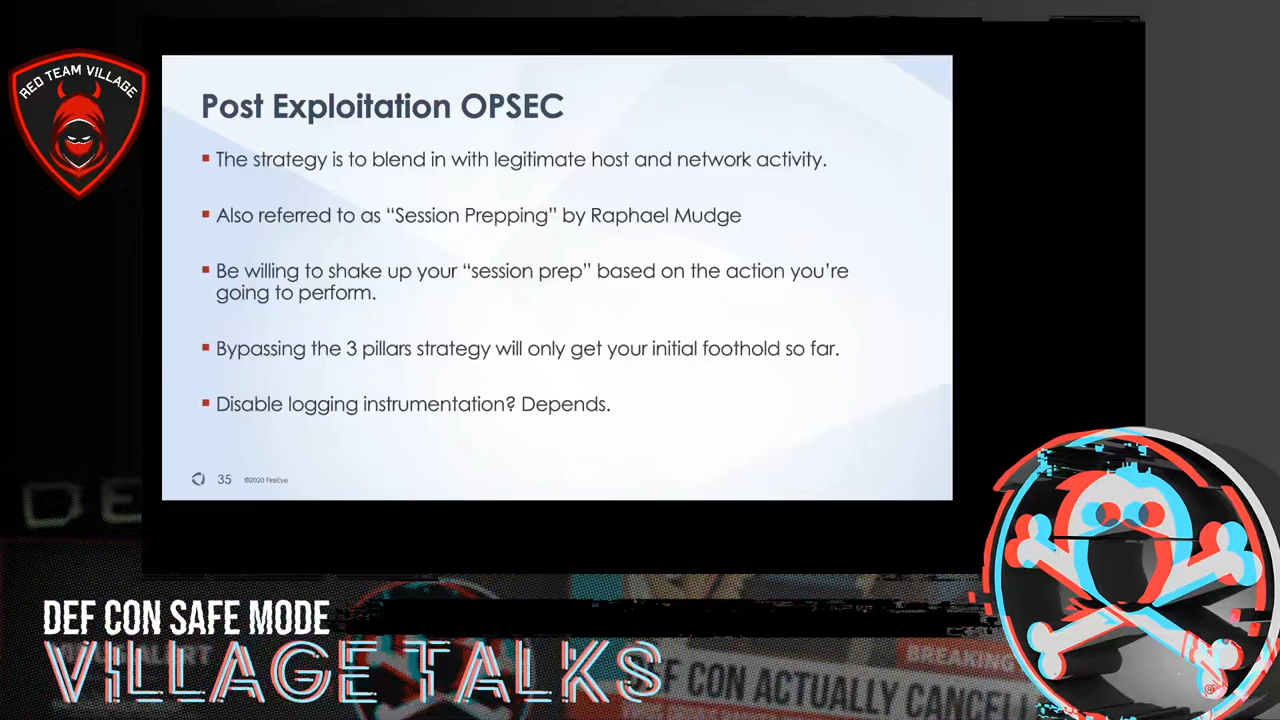 RED TEAM VILLAGE
Post Exploitation OPSEC
▪ The strategy is to blend in with legitimate host and network activity.
▪ Also referred to as “Session Prepping” by Raphael Mudge
▪ Be willing to shake up your “session prep” based on the action you’re
going to perform.
▪ Bypassing the 3 pillars strategy will only get your initial foothold so far.
▪ Disable logging instrumentation? Depends.
35 ©2020 FireEye
DEF CON SAFE MODE
VILLAGE TALKS
BREAKING
DEF CON ACTUALLY